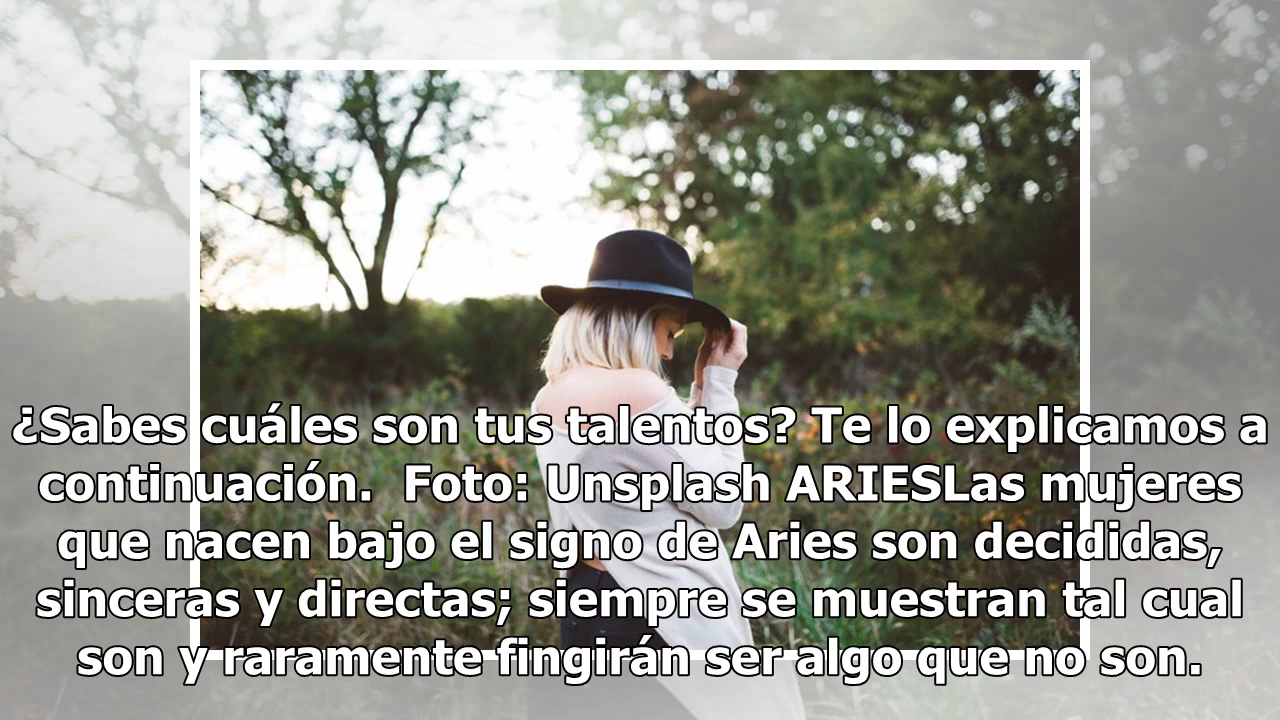 ¿Sabes cuáles son tus talentos? Te lo explicamos a
continuación.  Foto: Unsplash ARIESLas mujeres
que nacen bajo el signo de Aries son decididas,
sinceras y directas; siempre se muestran tal cual
son y raramente fingirán ser algo que no son.